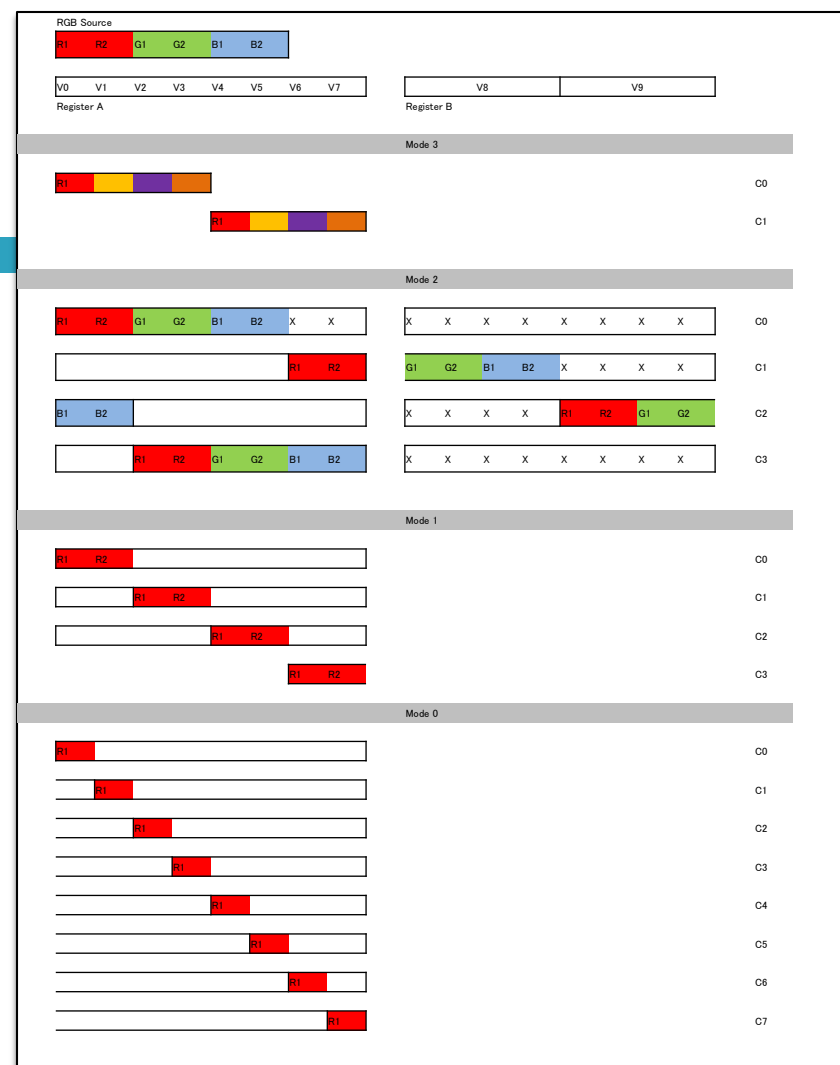 RGB Source
R1 R2 G1 G2 B1 B2
V0 V1 V2 V3 V4 V5 V6 V7 V8 V9
Register A Register B
Mode 3
R1 C0
R1 C1
Mode 2
R1 R2 G1 G2 B1 B2 X X X X X X X X X X C0
R1 R2 G1 G2 B1 B2 X X X X C1
B1 B2 X X X X R1 R2 G1 G2 C2
R1 R2 G1 G2 B1 B2 X X X X X X X X C3
Mode 1
R1 R2 C0
R1 R2 C1
R1 R2 C2
R1 R2 C3
Mode 0
R1 C0
R1 C1
R1 C2
R1 C3
R1 C4
R1 C5
R1 C6
R1 C7